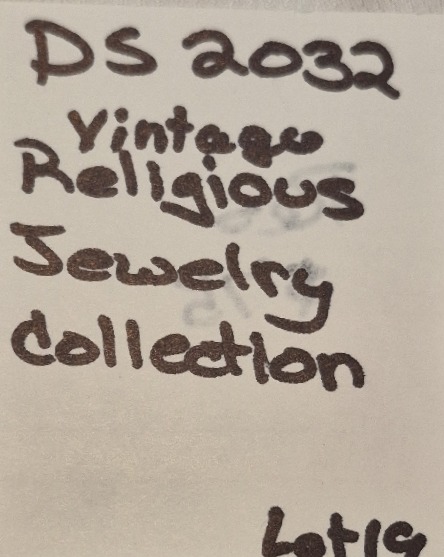 DS 2032
Vintage
Religious
Jewelry
Collection
Lot 19